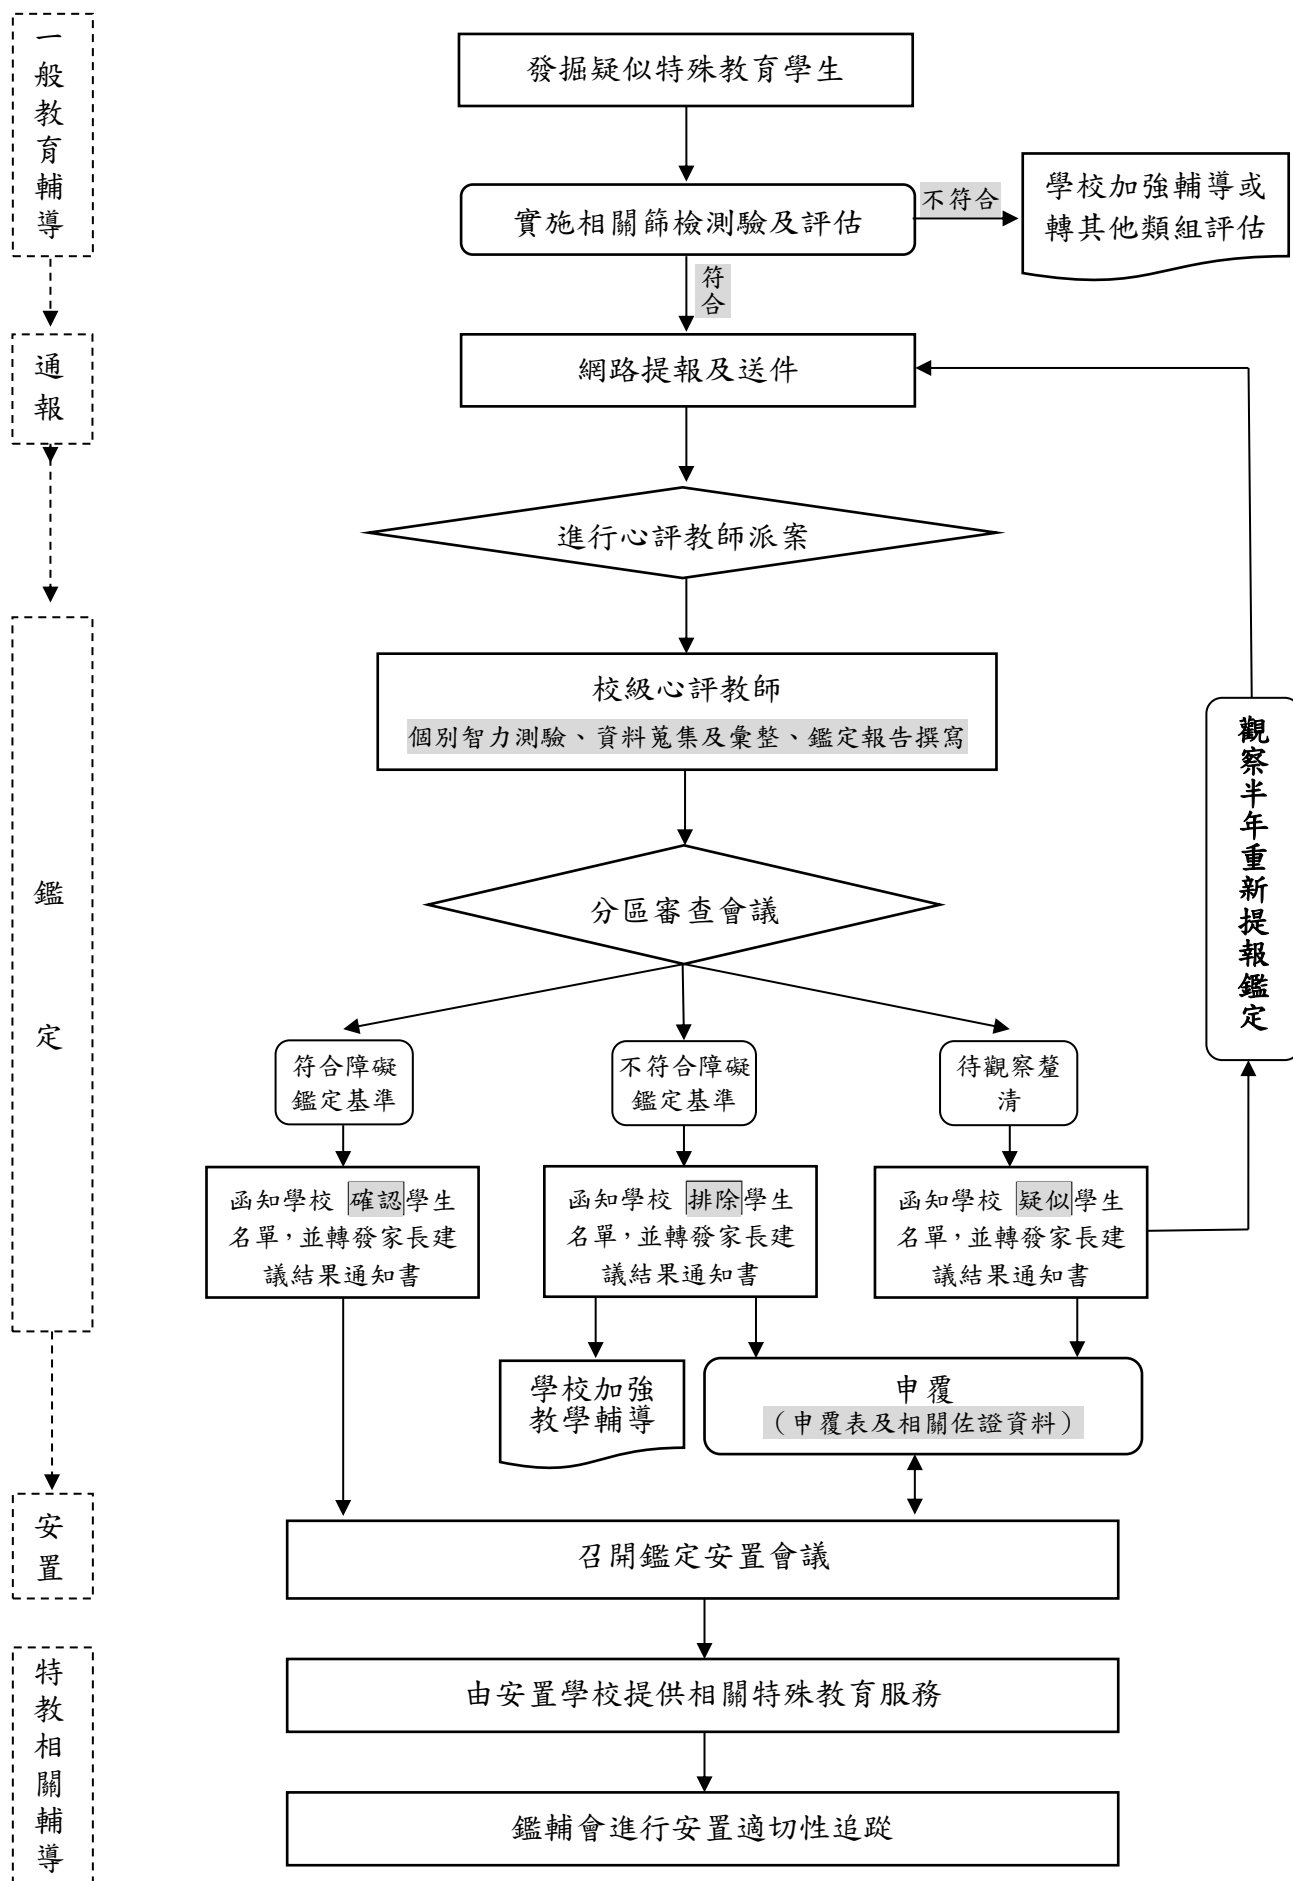 一般教育輔導
通報
鑑定
安置
特教相關輔導
發掘疑似特殊教育學生
實施相關篩檢測驗及評估
不符合
學校加強輔導或
轉其他類組評估
符合
網路提報及送件
進行心評教師派案
校級心評教師
個別智力測驗、資料蒐集及彙整、鑑定報告撰寫
觀察半年重新提報鑑定
分區審查會議
符合障礙
鑑定基準
不符合障礙
鑑定基準
待觀察釐
清
函知學校 確認學生
名單，並轉發家長建
議結果通知書
函知學校 排除學生
名單，並轉發家長建
議結果通知書
函知學校 疑似學生
名單，並轉發家長建
議結果通知書
學校加強
教學輔導
申覆
（申覆表及相關佐證資料）
召開鑑定安置會議
由安置學校提供相關特殊教育服務
鑑輔會進行安置適切性追蹤